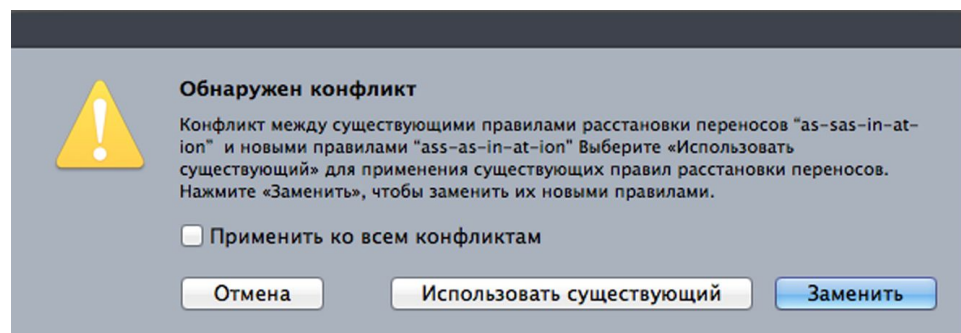 Обнаружен конфликт
Конфликт между существующими правилами расстановки переносов "as-sas-in-at-
ion" и новыми правилами "ass-as-in-at-ion" Выберите «Использовать
существующий» для применения существующих правил расстановки переносов.
Нажмите «Заменить», чтобы заменить их новыми правилами.
Применить ко всем конфликтам
Отмена Использовать существующий Заменить